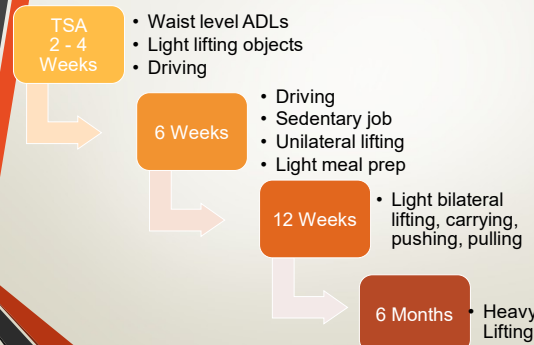 TSA
2 - 4
Weeks
• Waist level ADLs
• Light lifting objects
• Driving
6 Weeks
• Driving
• Sedentary job
• Unilateral lifting
• Light meal prep
12 Weeks
• Light bilateral
lifting, carrying,
pushing, pulling
6 Months
• Heavy
Lifting